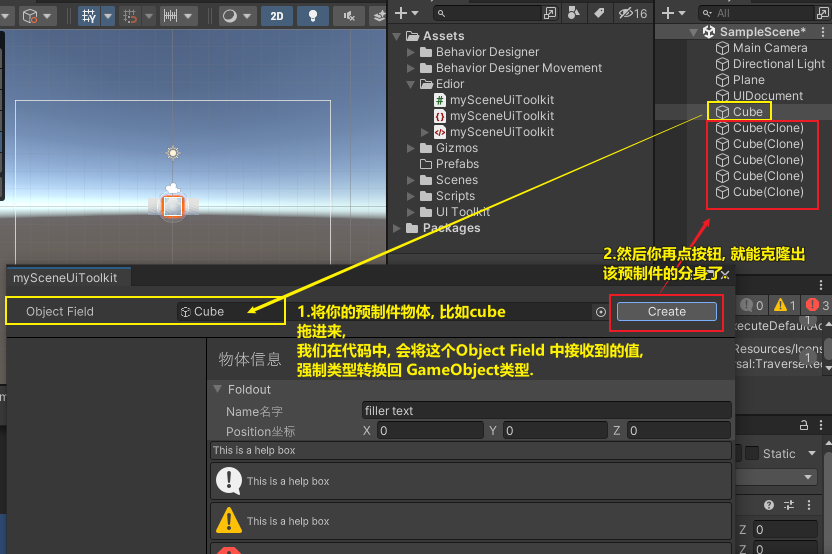 2D
16
All
Assets
Behavior Designer
Behavior Designer Movement
Edior
mySceneUiToolkit
mySceneUiToolkit
mySceneUiToolkit
Gizmos
Prefabs
Scenes
Scripts
UI Toolkit
Packages
SampleScene*
Main Camera
Directional Light
Plane
UIDocument
Cube
Cube(Clone)
Cube(Clone)
Cube(Clone)
Cube(Clone)
Cube(Clone)
2.然后你再点按钮, 就能克隆出
该预制件的分身了.
mySceneUiToolkit
Object Field
Cube
Create
1.将你的预制件物体, 比如cube
拖进来,
我们在代码中, 会将这个Object Field 中接收到的值,
强制类型转换回 GameObject类型.
0
1
3
1
1
Static
Z 0
Z 0
物体信息
Foldout
Name名字
filler text
Position坐标
X 0
Y 0
Z 0
This is a help box
This is a help box
This is a help box